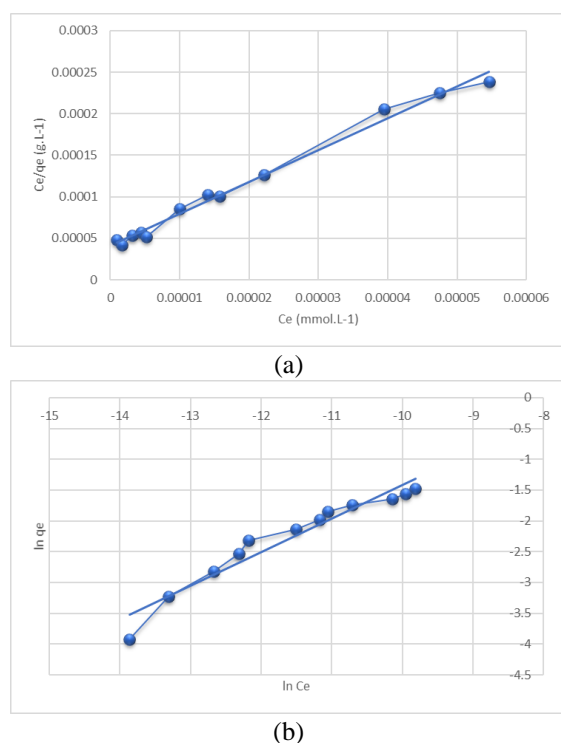 0.0003
0.00025
0.0002
0.00015
0.0001
0.00005
0
Ce/qe (g.L-1)
0 0.00001 0.00002 0.00003 0.00004 0.00005 0.00006
Ce (mmol.L-1)
(a)
-15 -14 -13 -12 -11 -10 -9 -8
0
-0.5
-1
-1.5
-2
-2.5
-3
-3.5
-4
-4.5
ln qe
ln Ce
(b)